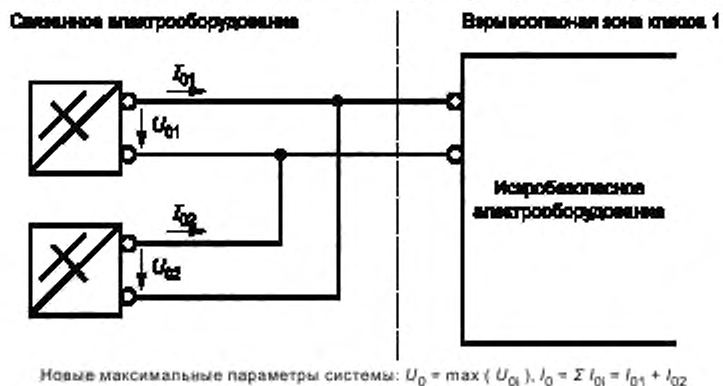 Связанное электрооборудование
Взрывоопасная зона класса 1
I01
U01
I02
U02
Искробезопасное
электрооборудование
Новые максимальные параметры системы: U0 = max ( U0i ), I0 = Σ I0i = I01 + I02